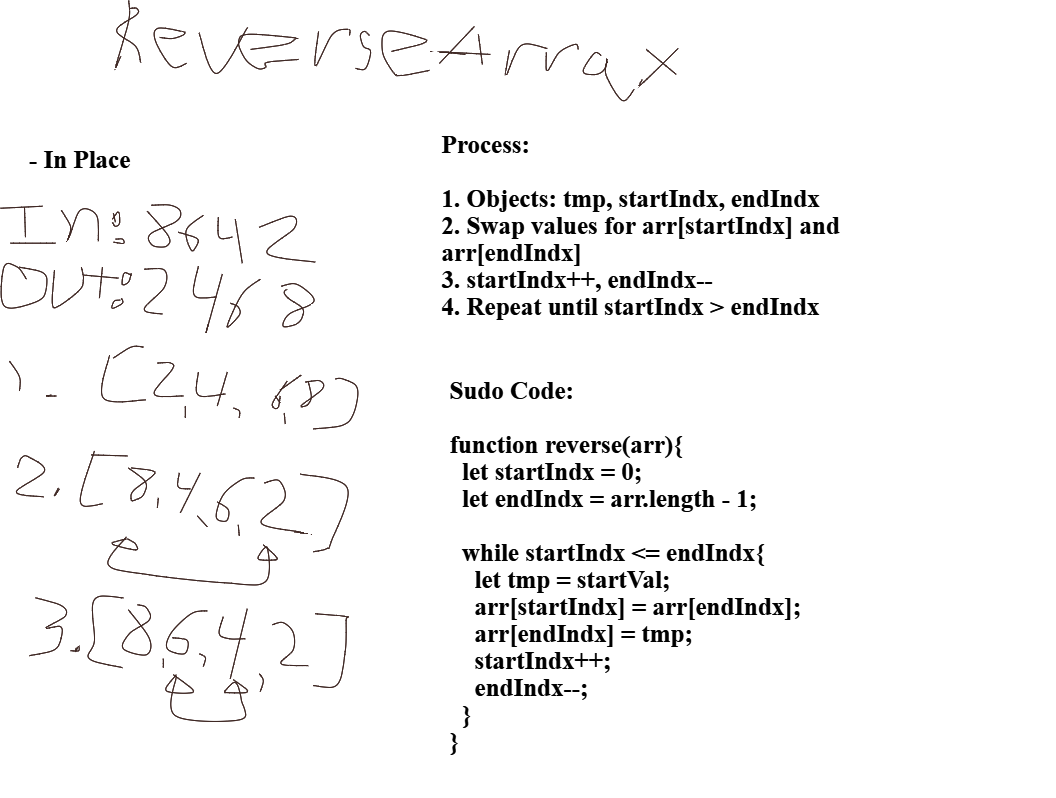 ReverseArray
- In Place
In: 8642
Out: 2468
1. [2,4,6,8]
2. [8,4,6,2]
3. [8,6,4,2]
Process:
1. Objects: tmp, startIndx, endIndx
2. Swap values for arr[startIndx] and
arr[endIndx]
3. startIndx++, endIndx--
4. Repeat until startIndx > endIndx
Sudo Code:
function reverse(arr){
let startIndx = 0;
let endIndx = arr.length - 1;
while startIndx <= endIndx{
let tmp = startVal;
arr[startIndx] = arr[endIndx];
arr[endIndx] = tmp;
startIndx++;
endIndx--;
}
}